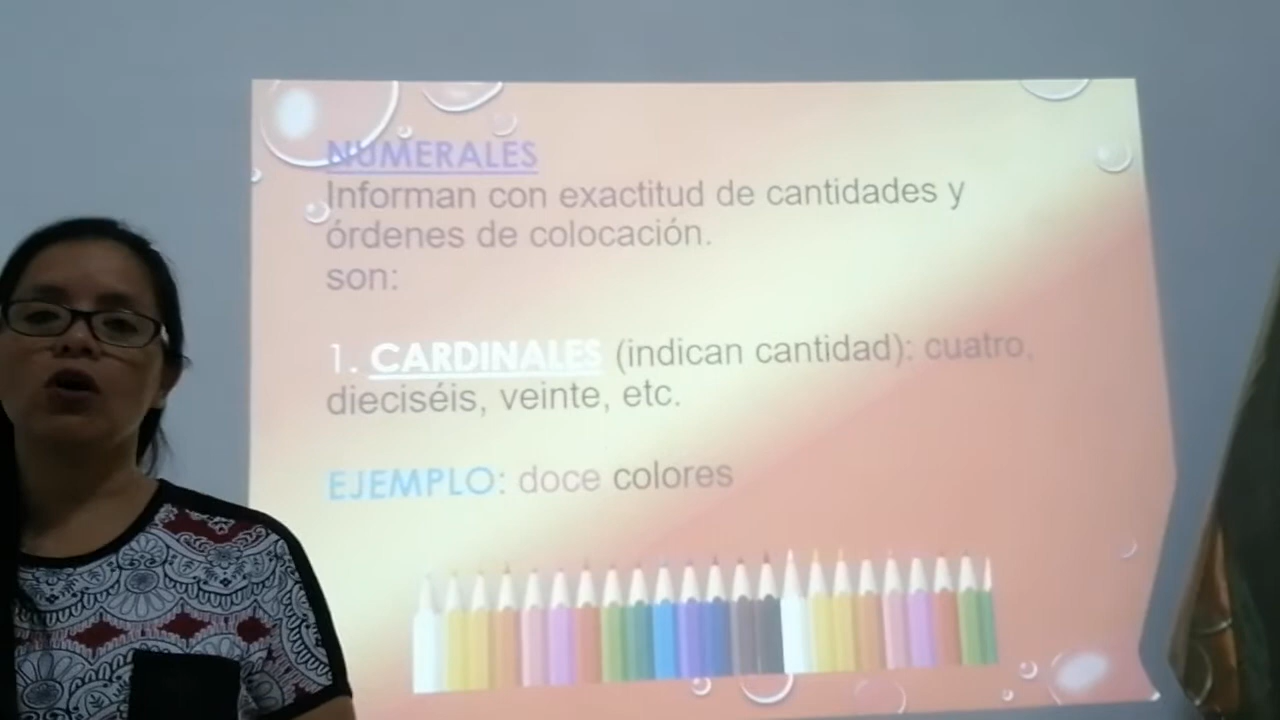 NUMERALES
Informan con exactitud de cantidades y
órdenes de colocación.
son:
1. CARDINALES (indican cantidad): cuatro,
dieciséis, veinte, etc.
EJEMPLO: doce colores